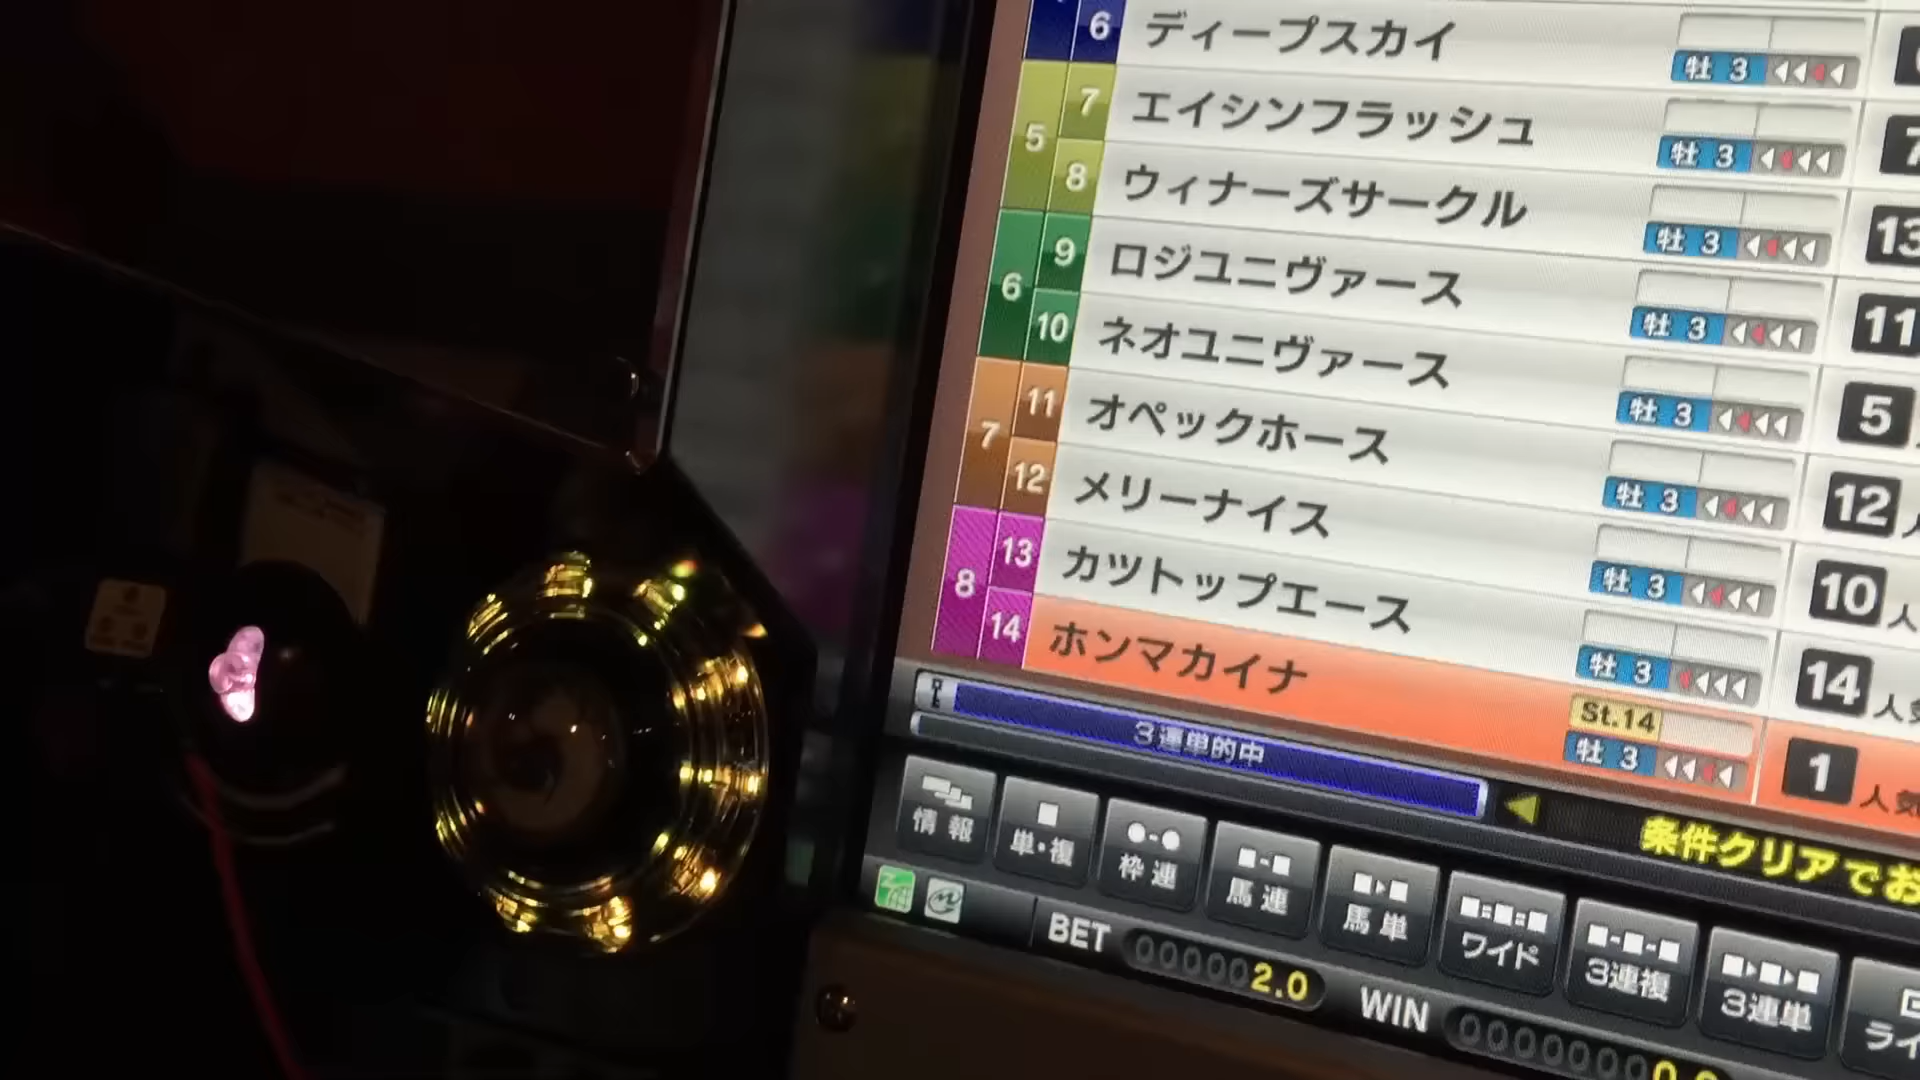 6 ディープスカイ 牡 3
5 7 エイシンフラッシュ 牡 3
8 ウィナーズサークル 牡 3 13
6 9 ロジユニヴァース 牡 3 11
10 ネオユニヴァース 牡 3 5
7 11 オペックホース 牡 3 12
12 メリーナイス 牡 3 10 人
8 13 カツトップエース 牡 3 14 人気
14 ホンマカイナ St.14 牡 3 1 人気
3連単的中
条件クリアでお
情報 単・複 枠連 馬連 馬単 ワイド 3連複 3連単 ライ
BET 000002.0 WIN